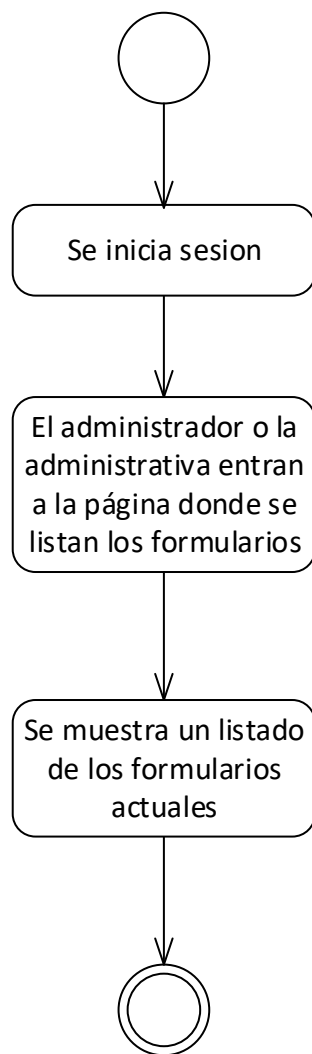 Se inicia sesion
El administrador o la
administrativa entran
a la página donde se
listan los formularios
Se muestra un listado
de los formularios
actuales